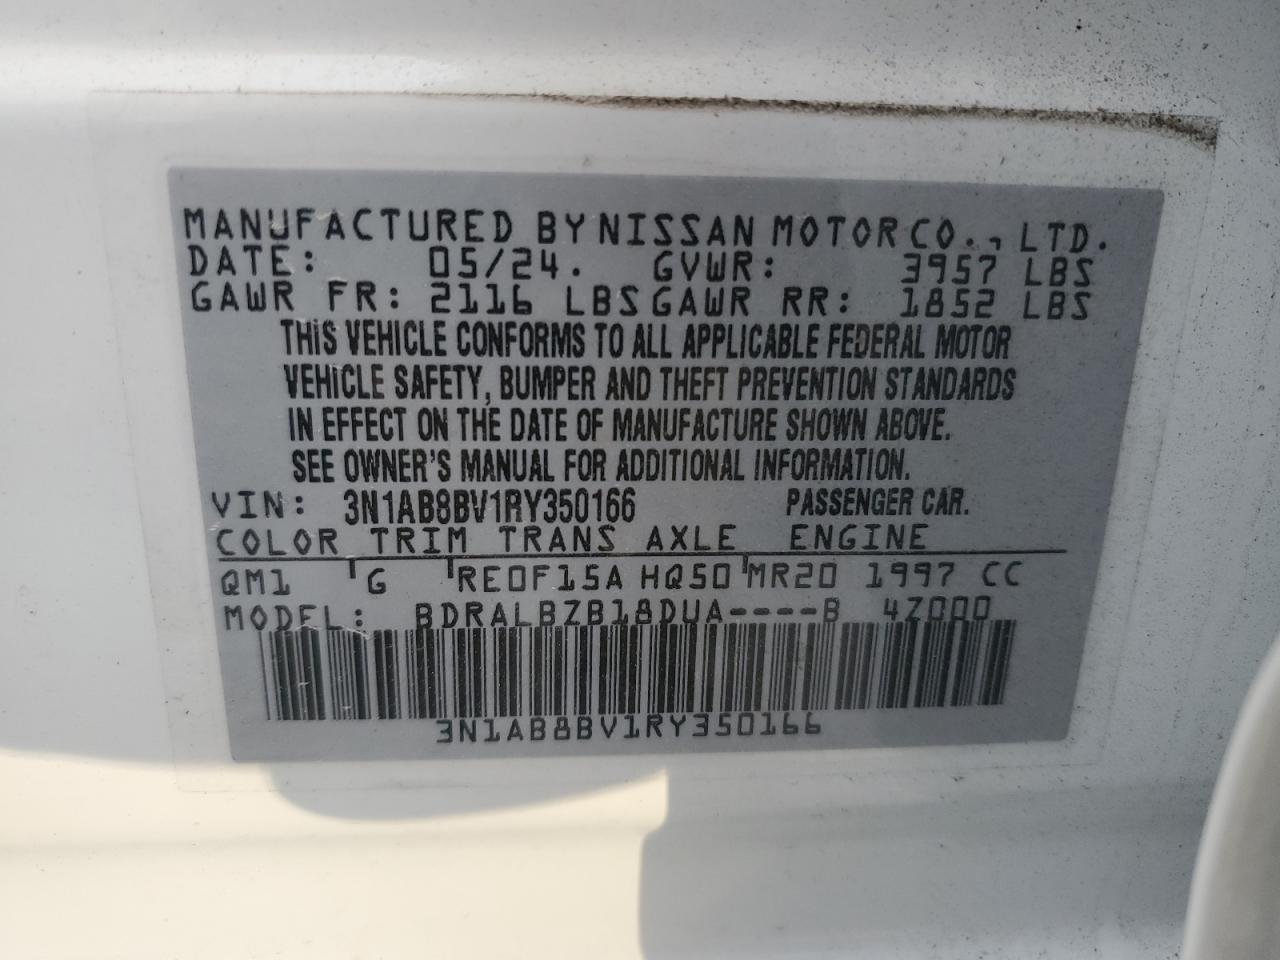 MANUFACTURED BY NISSAN MOTOR CO., LTD.
DATE: 05/24. GVWR: 3957 LBS
GAWR FR: 2116 LBS GAWR RR: 1852 LBS
THIS VEHICLE CONFORMS TO ALL APPLICABLE FEDERAL MOTOR
VEHICLE SAFETY, BUMPER AND THEFT PREVENTION STANDARDS
IN EFFECT ON THE DATE OF MANUFACTURE SHOWN ABOVE.
SEE OWNER'S MANUAL FOR ADDITIONAL INFORMATION.
VIN: 3N1AB8BV1RY350166 PASSENGER CAR.
COLOR TRIM TRANS AXLE ENGINE
QM1 G RE0F15A HQ50 MR20 1997 CC
MODEL: BDRALBZB18DUA----B 4Z000
3N1AB8BV1RY350166